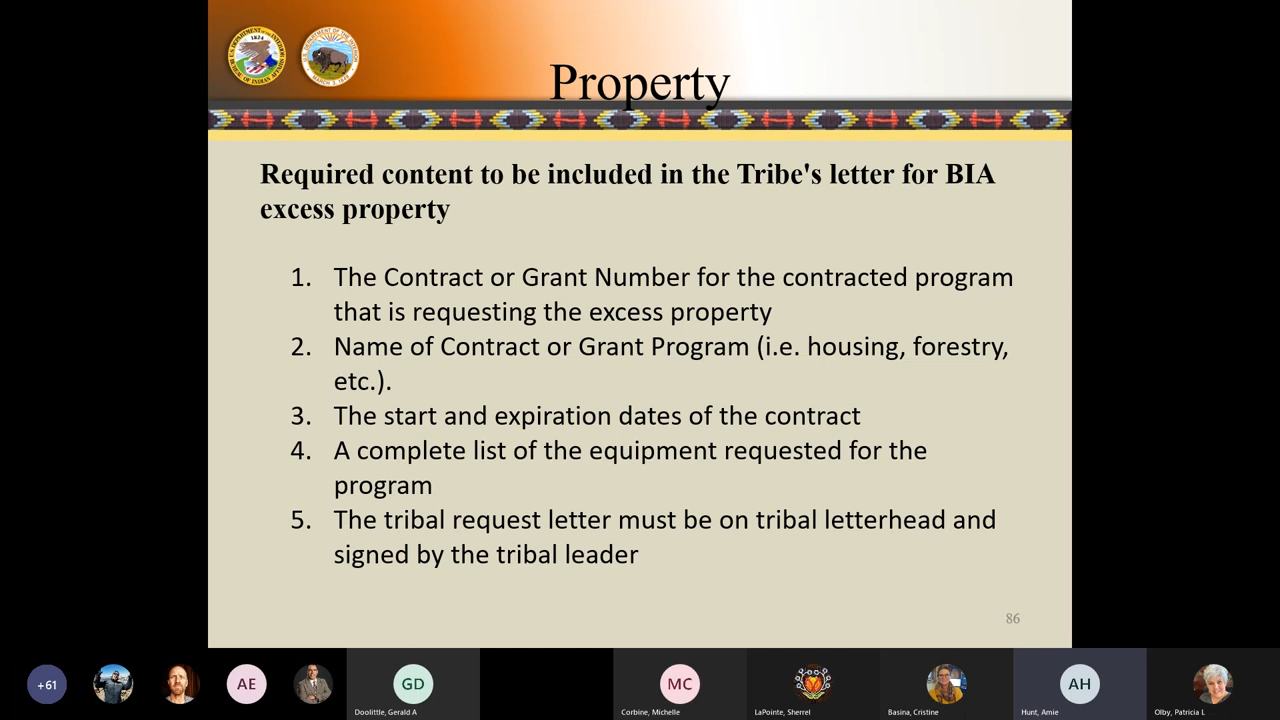 Property
Required content to be included in the Tribe's letter for BIA
excess property
1. The Contract or Grant Number for the contracted program
that is requesting the excess property
2. Name of Contract or Grant Program (i.e. housing, forestry,
etc.).
3. The start and expiration dates of the contract
4. A complete list of the equipment requested for the
program
5. The tribal request letter must be on tribal letterhead and
signed by the tribal leader
86
+61
AE
GD
MC
AH
Doolittle, Gerald A
Corbine, Michelle
LaPointe, Sherrel
Basina, Cristine
Hunt, Amie
Olby, Patricia L